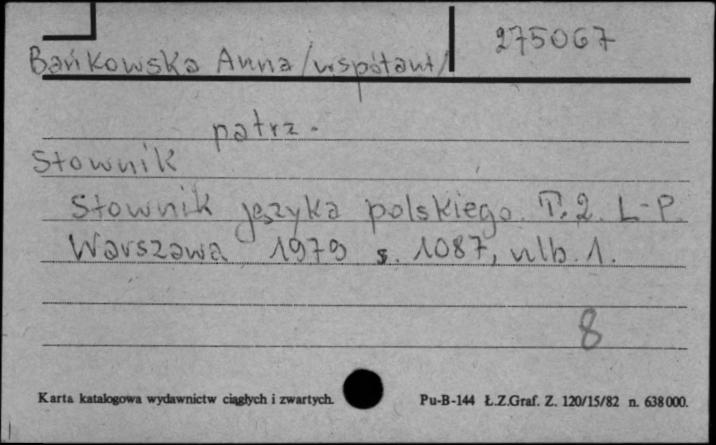 275067
Bańkowska Anna /współaut/
patrz.
Słownik
Słownik języka polskiego. T. 2. L-P.
Warszawa 1979 s. 1087, nlb. 1.
8
Karta katalogowa wydawnictw ciągłych i zwartych. Pu-B-144 Ł.Z.Graf. Z. 120/15/82 n. 638000.